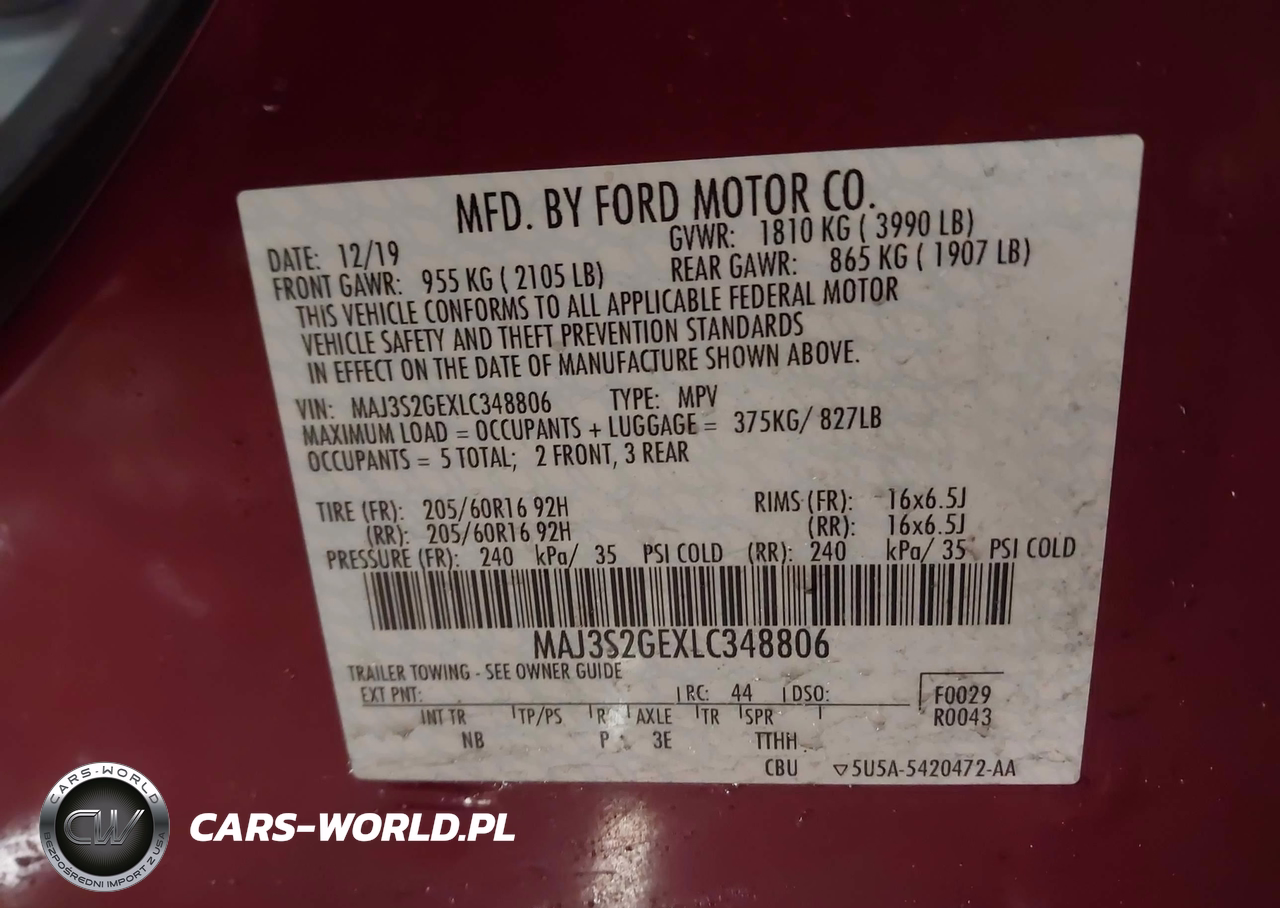 MFD. BY FORD MOTOR CO.
DATE: 12/19 GVWR: 1810 KG ( 3990 LB)
FRONT GAWR: 955 KG ( 2105 LB) REAR GAWR: 865 KG ( 1907 LB)
THIS VEHICLE CONFORMS TO ALL APPLICABLE FEDERAL MOTOR
VEHICLE SAFETY AND THEFT PREVENTION STANDARDS
IN EFFECT ON THE DATE OF MANUFACTURE SHOWN ABOVE.
VIN: MAJ3S2GEXLC348806 TYPE: MPV
MAXIMUM LOAD = OCCUPANTS + LUGGAGE = 375KG/ 827LB
OCCUPANTS = 5 TOTAL; 2 FRONT, 3 REAR
TIRE (FR): 205/60R16 92H RIMS (FR): 16x6.5J
(RR): 205/60R16 92H (RR): 16x6.5J
PRESSURE (FR): 240 kPa/ 35 PSI COLD (RR): 240 kPa/ 35 PSI COLD
MAJ3S2GEXLC348806
TRAILER TOWING - SEE OWNER GUIDE
EXT PNT: RC: 44 DSO: F0029
INT TR TP/PS R AXLE TR SPR R0043
NB P 3E TTHH
CBU ▽5U5A-5420472-AA
CARS-WORLD
CW
BEZPOŚREDNI IMPORT Z USA
CARS-WORLD.PL